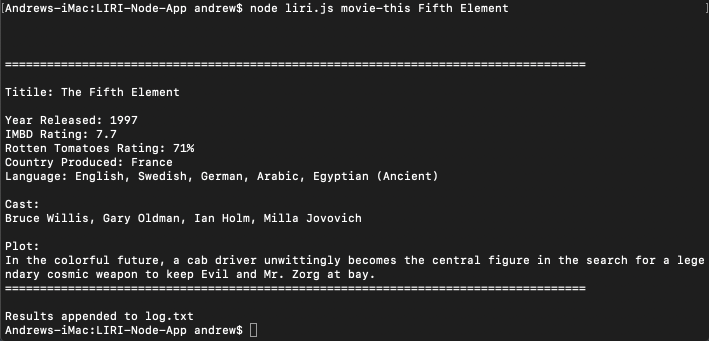 [Andrews-iMac:LIRI-Node-App andrew$ node liri.js movie-this Fifth Element ]
================================================================================
Titile: The Fifth Element
Year Released: 1997
IMBD Rating: 7.7
Rotten Tomatoes Rating: 71%
Country Produced: France
Language: English, Swedish, German, Arabic, Egyptian (Ancient)
Cast:
Bruce Willis, Gary Oldman, Ian Holm, Milla Jovovich
Plot:
In the colorful future, a cab driver unwittingly becomes the central figure in the search for a lege
ndary cosmic weapon to keep Evil and Mr. Zorg at bay.
================================================================================
Results appended to log.txt
Andrews-iMac:LIRI-Node-App andrew$